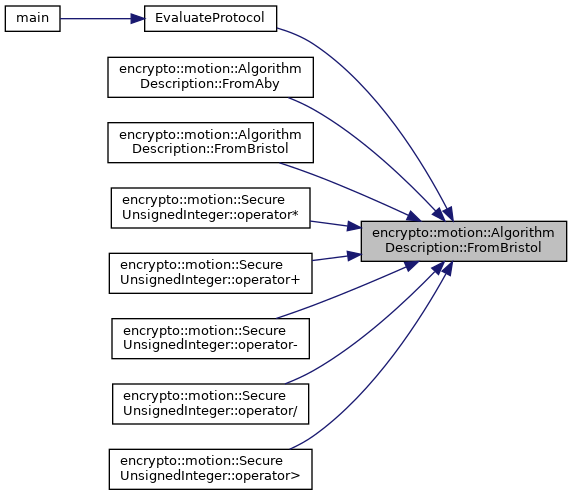 main
EvaluateProtocol
encrypto::motion::Algorithm
Description::FromAby
encrypto::motion::Algorithm
Description::FromBristol
encrypto::motion::Secure
UnsignedInteger::operator*
encrypto::motion::Secure
UnsignedInteger::operator+
encrypto::motion::Secure
UnsignedInteger::operator-
encrypto::motion::Secure
UnsignedInteger::operator/
encrypto::motion::Secure
UnsignedInteger::operator>
encrypto::motion::Algorithm
Description::FromBristol